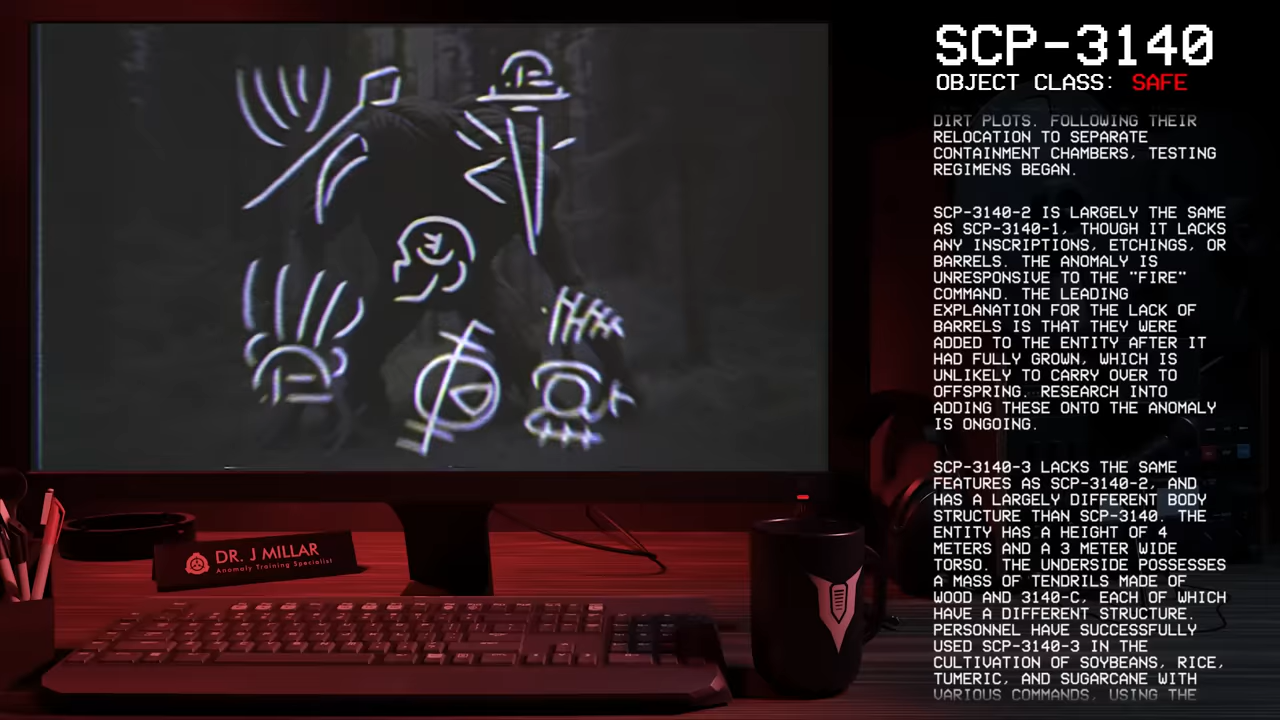 SCP-3140
OBJECT CLASS: SAFE
DIRT PLOTS. FOLLOWING THEIR
RELOCATION TO SEPARATE
CONTAINMENT CHAMBERS, TESTING
REGIMENS BEGAN.
SCP-3140-2 IS LARGELY THE SAME
AS SCP-3140-1, THOUGH IT LACKS
ANY INSCRIPTIONS, ETCHINGS, OR
BARRELS. THE ANOMALY IS
UNRESPONSIVE TO THE "FIRE"
COMMAND. THE LEADING
EXPLANATION FOR THE LACK OF
BARRELS IS THAT THEY WERE
ADDED TO THE ENTITY AFTER IT
HAD FULLY GROWN, WHICH IS
UNLIKELY TO CARRY OVER TO
OFFSPRING. RESEARCH INTO
ADDING THESE ONTO THE ANOMALY
IS ONGOING.
SCP-3140-3 LACKS THE SAME
FEATURES AS SCP-3140-2, AND
HAS A LARGELY DIFFERENT BODY
STRUCTURE THAN SCP-3140. THE
ENTITY HAS A HEIGHT OF 4
METERS AND A 3 METER WIDE
TORSO. THE UNDERSIDE POSSESSES
A MASS OF TENDRILS MADE OF
WOOD AND 3140-C, EACH OF WHICH
HAVE A DIFFERENT STRUCTURE.
PERSONNEL HAVE SUCCESSFULLY
USED SCP-3140-3 IN THE
CULTIVATION OF SOYBEANS, RICE,
TUMERIC, AND SUGARCANE WITH
VARIOUS COMMANDS, USING THE
DR. J MILLAR
Anomaly Training Specialist